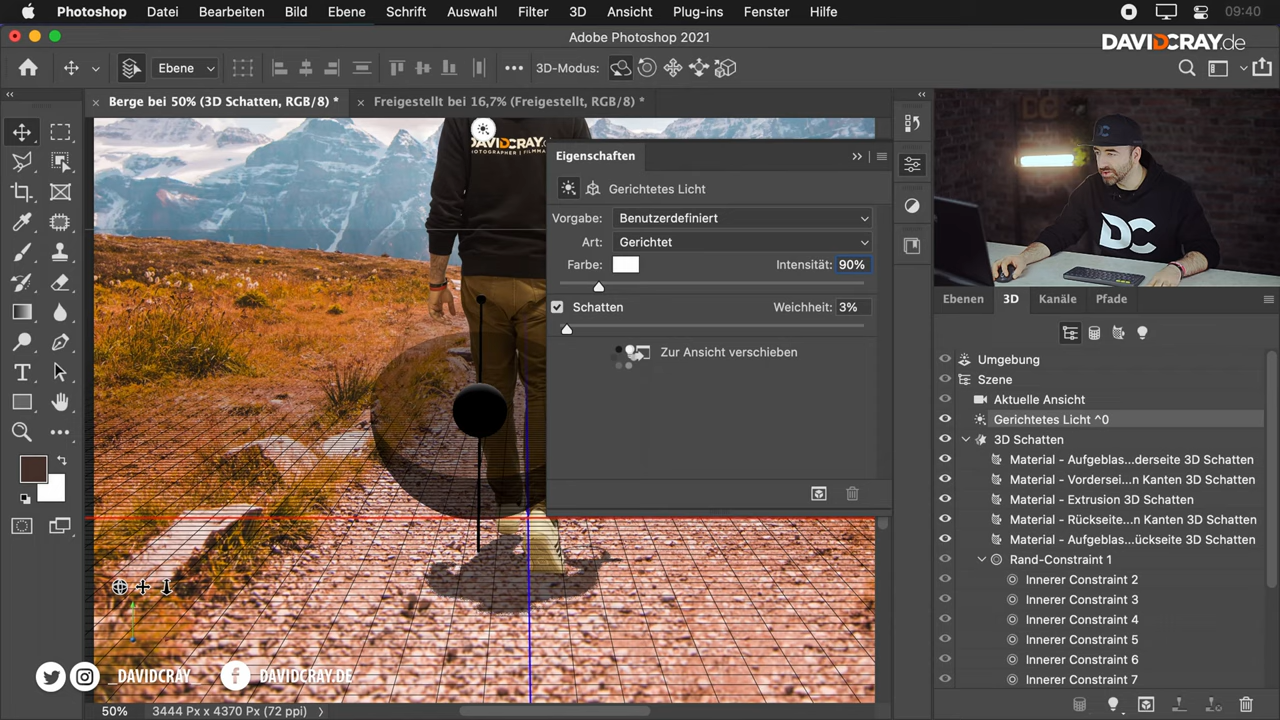 Photoshop Datei Bearbeiten Bild Ebene Schrift Auswahl Filter 3D Ansicht Plug-ins Fenster Hilfe 09:40
Adobe Photoshop 2021
DAVIDCRAY.de
Ebene 3D-Modus:
Berge bei 50% (3D Schatten, RGB/8) * Freigestellt bei 16,7% (Freigestellt, RGB/8) *
Eigenschaften
Gerichtetes Licht
Vorgabe: Benutzerdefiniert
Art: Gerichtet
Farbe: Intensität: 90%
Schatten Weichheit: 3%
Zur Ansicht verschieben
DC
Ebenen 3D Kanäle Pfade
Umgebung
Szene
Aktuelle Ansicht
Gerichtetes Licht ^0
3D Schatten
Material - Aufgeblas...derseite 3D Schatten
Material - Vordersei...n Kanten 3D Schatten
Material - Extrusion 3D Schatten
Material - Rückseite...n Kanten 3D Schatten
Material - Aufgeblas...ückseite 3D Schatten
Rand-Constraint 1
Innerer Constraint 2
Innerer Constraint 3
Innerer Constraint 4
Innerer Constraint 5
Innerer Constraint 6
Innerer Constraint 7
_DAVIDCRAY DAVIDCRAY.DE
50% 3444 Px x 4370 Px (72 ppi)